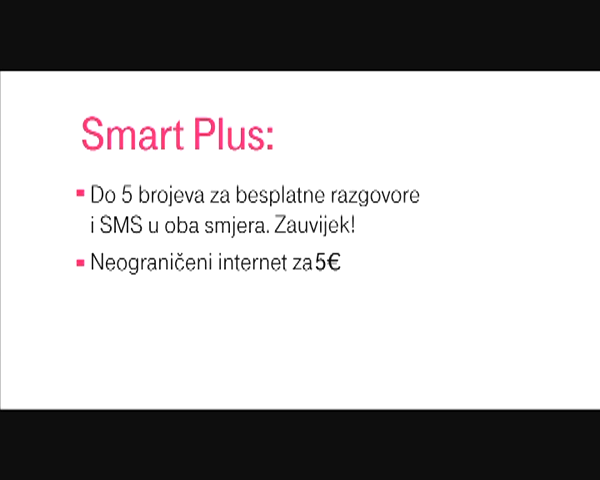 Smart Plus:
Do 5 brojeva za besplatne razgovore
i SMS u oba smjera. Zauvijek!
Neograničeni internet za 5€